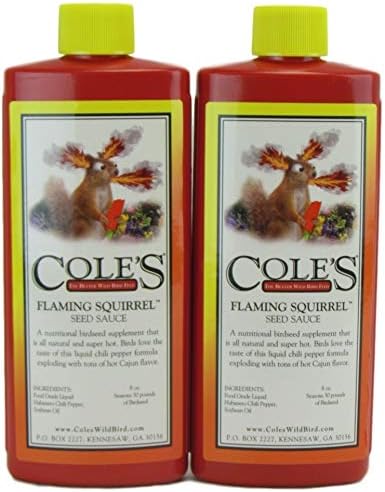 COLE'S
THE BETTER WILD BIRD FEED
FLAMING SQUIRREL™
SEED SAUCE
A nutritional birdseed supplement that
is all natural and super hot. Birds love the
taste of this liquid chili pepper formula
exploding with tons of hot Cajun flavor.
INGREDIENTS:
Food Grade Liquid
Habanero Chili Pepper,
Soybean Oil
8 oz
Seasons 30 pounds
of Birdseed
www.ColesWildBird.com
P.O. BOX 2227, KENNESAW, GA 30156
COLE'S
THE BETTER WILD BIRD FEED
FLAMING SQUIRREL™
SEED SAUCE
A nutritional birdseed supplement that
is all natural and super hot. Birds love the
taste of this liquid chili pepper formula
exploding with tons of hot Cajun flavor.
INGREDIENTS:
Food Grade Liquid
Habanero Chili Pepper,
Soybean Oil
8 oz
Seasons 30 pounds
of Birdseed
www.ColesWildBird.com
P.O. BOX 2227, KENNESAW, GA 30156